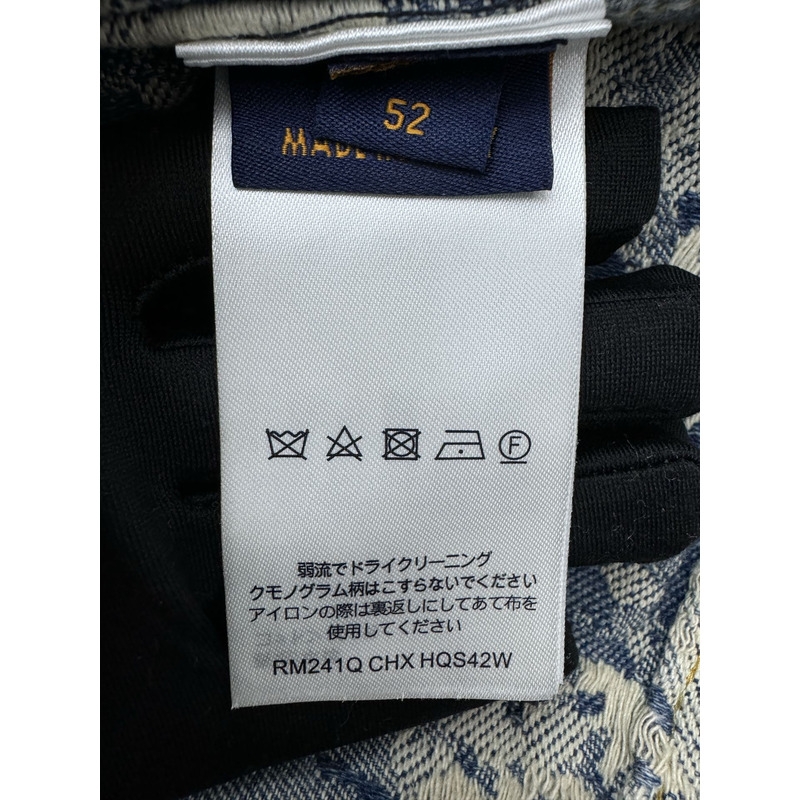 52
MADE
弱流でドライクリーニング
クモノグラム柄はこすらないでください
アイロンの際は裏返しにしてあて布を
使用してください
RM241Q CHX HQS42W
F